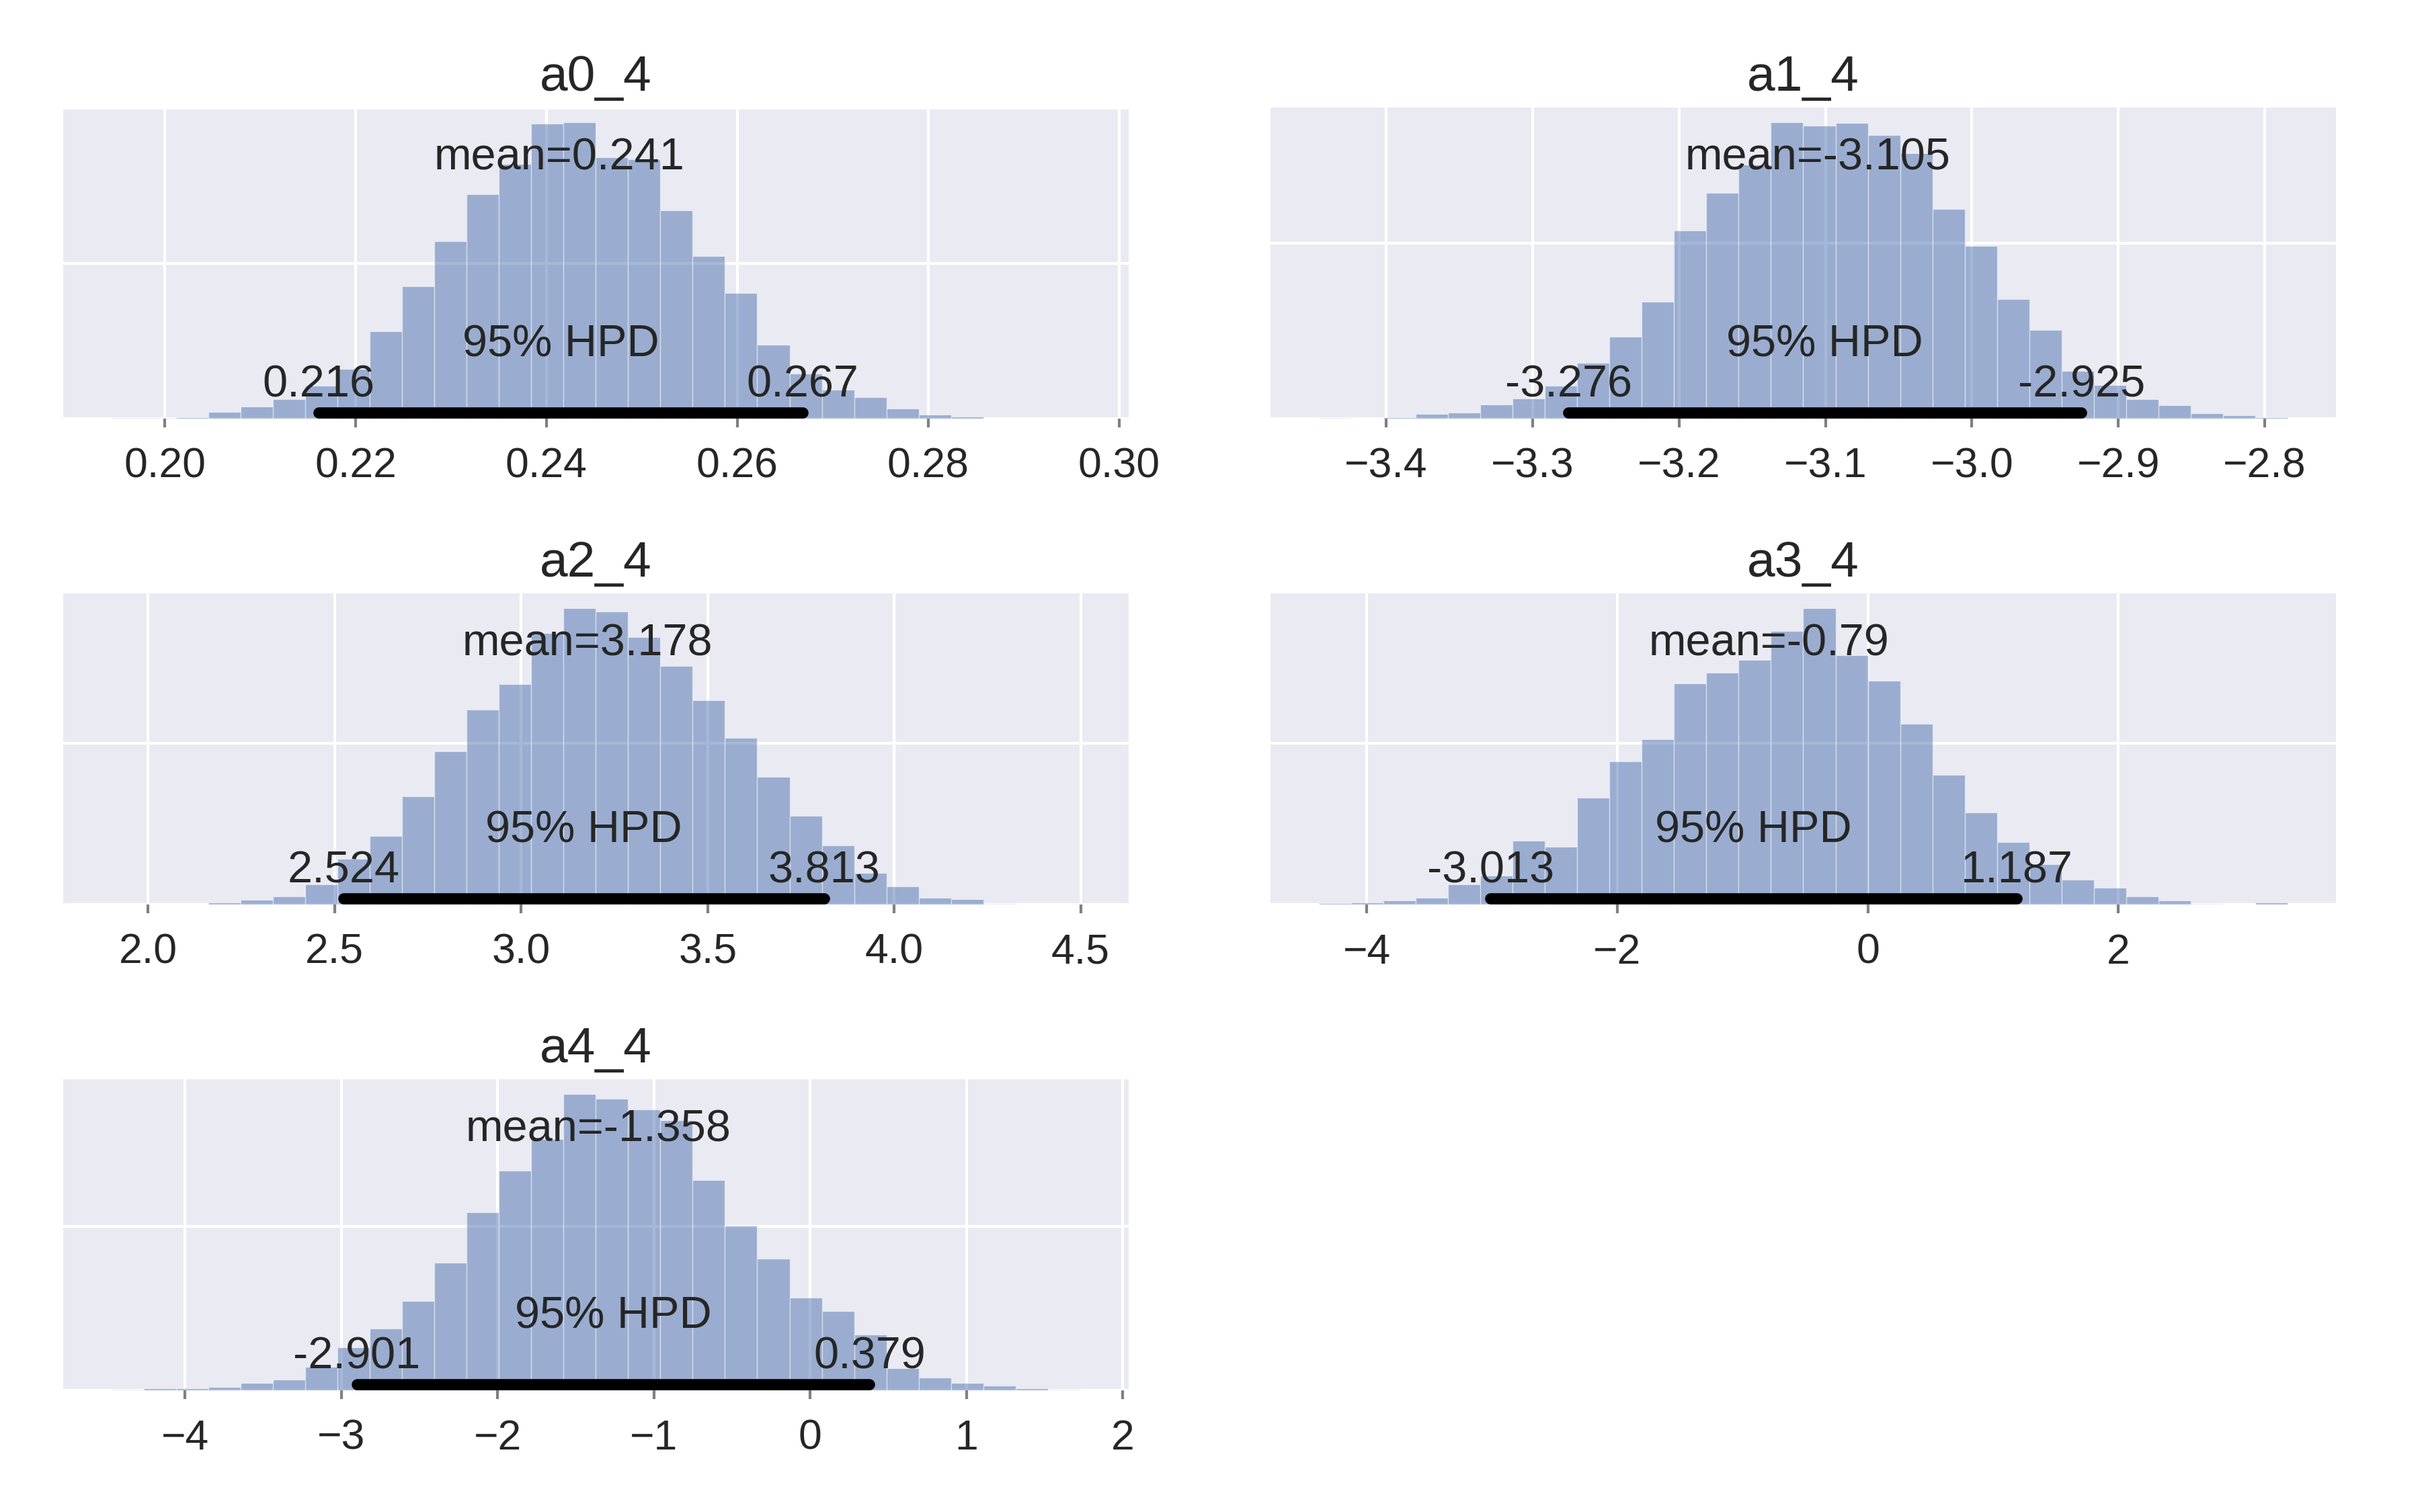 a0_4
mean=0.241
95% HPD
0.216 0.267
0.20 0.22 0.24 0.26 0.28 0.30
a1_4
mean=-3.105
95% HPD
-3.276 -2.925
−3.4 −3.3 −3.2 −3.1 −3.0 −2.9 −2.8
a2_4
mean=3.178
95% HPD
2.524 3.813
2.0 2.5 3.0 3.5 4.0 4.5
a3_4
mean=-0.79
95% HPD
-3.013 1.187
−4 −2 0 2
a4_4
mean=-1.358
95% HPD
-2.901 0.379
−4 −3 −2 −1 0 1 2